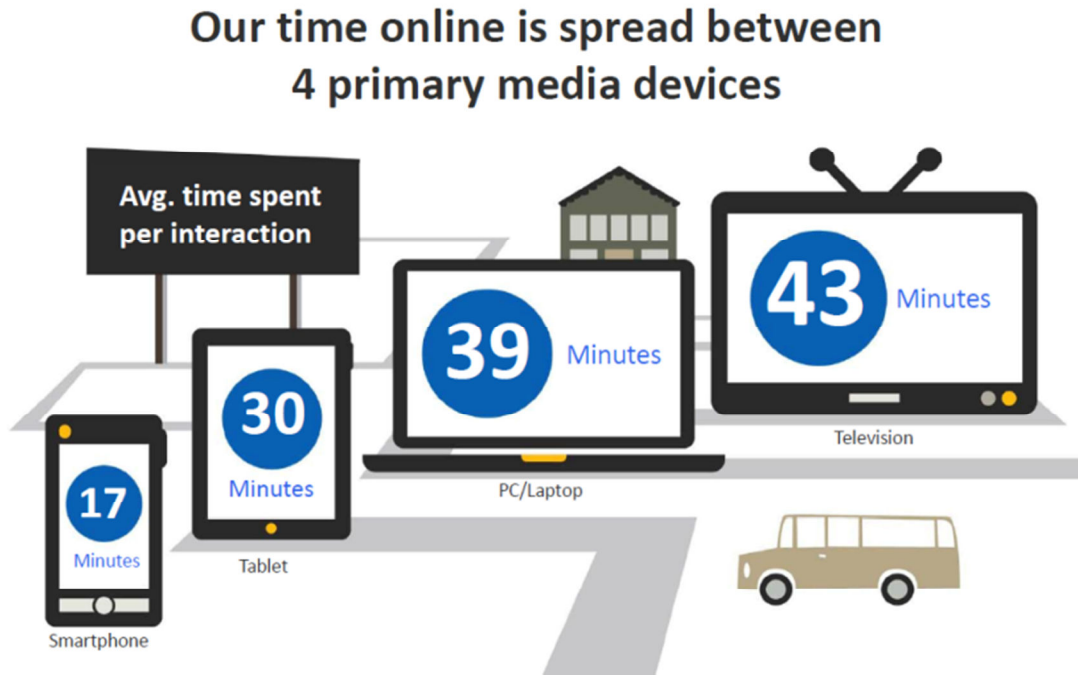 Our time online is spread between
4 primary media devices
Avg. time spent
per interaction
17
Minutes
Smartphone
30
Minutes
Tablet
39
Minutes
PC/Laptop
43
Minutes
Television